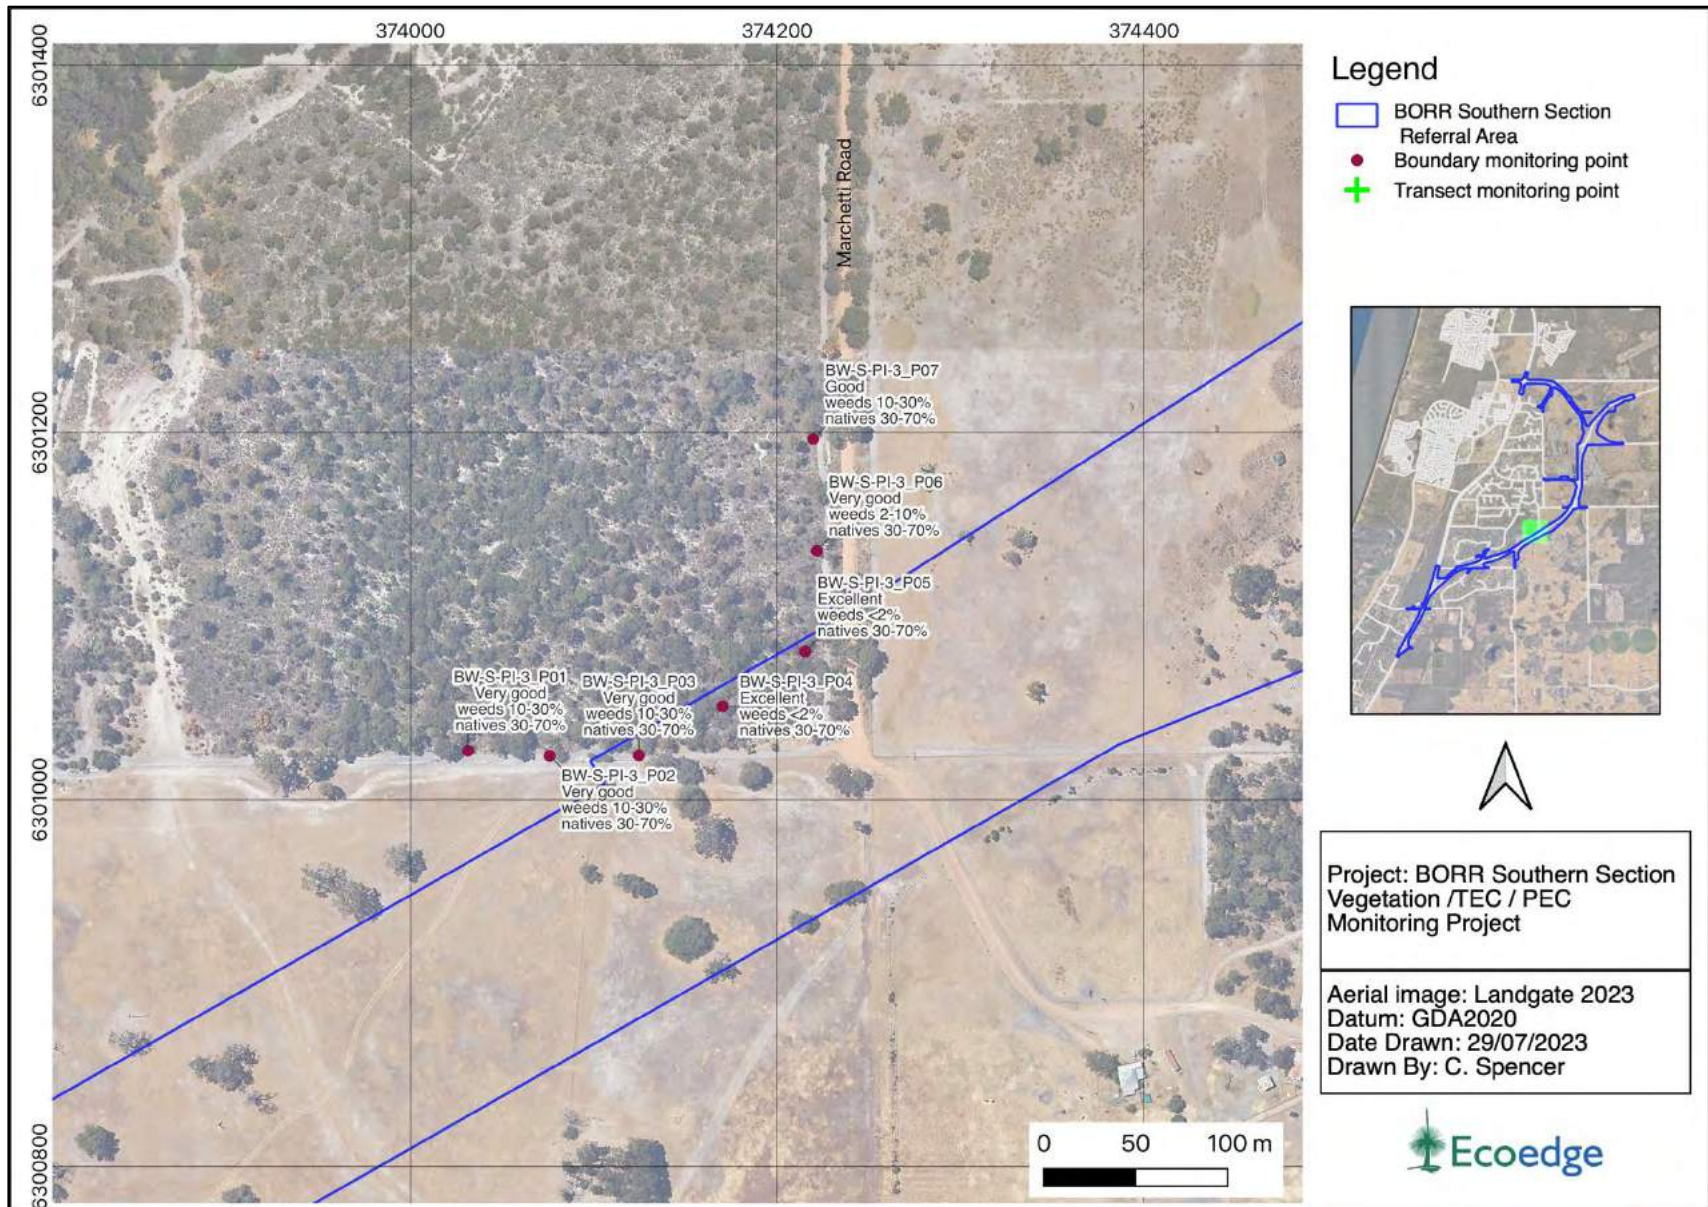 374000
374200
374400
6301400
6301200
6301000
6300800
Marchetti Road
BW-S-PI-3_P07
Good
weeds 10-30%
natives 30-70%
BW-S-PI-3_P06
Very good
weeds 2-10%
natives 30-70%
BW-S-PI-3_P05
Excellent
weeds <2%
natives 30-70%
BW-S-PI-3_P01
Very good
weeds 10-30%
natives 30-70%
BW-S-PI-3_P03
Very good
weeds 10-30%
natives 30-70%
BW-S-PI-3_P04
Excellent
weeds <2%
natives 30-70%
BW-S-PI-3_P02
Very good
weeds 10-30%
natives 30-70%
0 50 100 m
Legend
BORR Southern Section
Referral Area
Boundary monitoring point
Transect monitoring point
Project: BORR Southern Section
Vegetation /TEC / PEC
Monitoring Project
Aerial image: Landgate 2023
Datum: GDA2020
Date Drawn: 29/07/2023
Drawn By: C. Spencer
Ecoedge